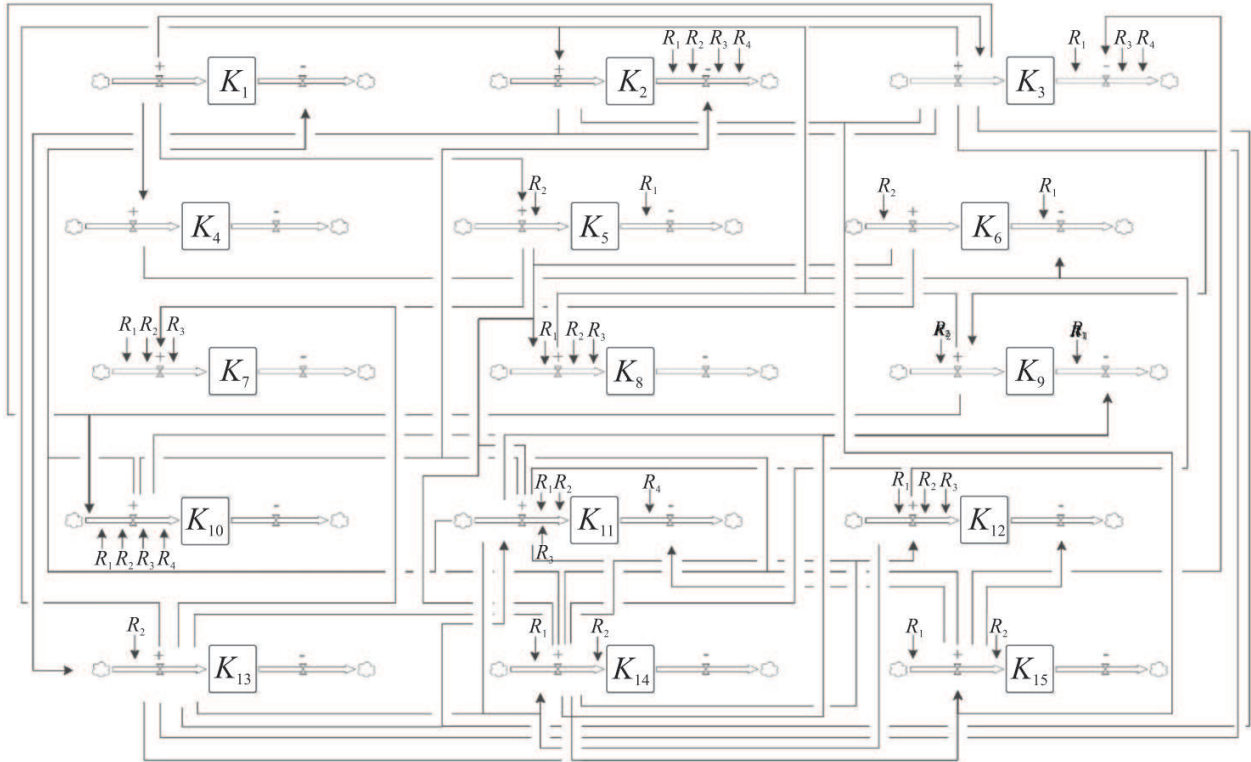 R₁ R₂ R₃ R₄ R₁ R₃ R₄
+ - + - + -
K₁ K₂ K₃
R₂ R₁ R₂ R₁
+ - + - + -
K₄ K₅ K₆
R₁ R₂ R₃ R₁ R₂ R₃
+ - + - + -
K₇ K₈ K₉
R₁ R₂ R₄ R₁ R₂ R₃
+ - + - + -
K₁₀ K₁₁ K₁₂
R₁ R₂ R₃ R₄ R₃
R₂ R₁ R₂ R₁ R₂
+ - + - + -
K₁₃ K₁₄ K₁₅